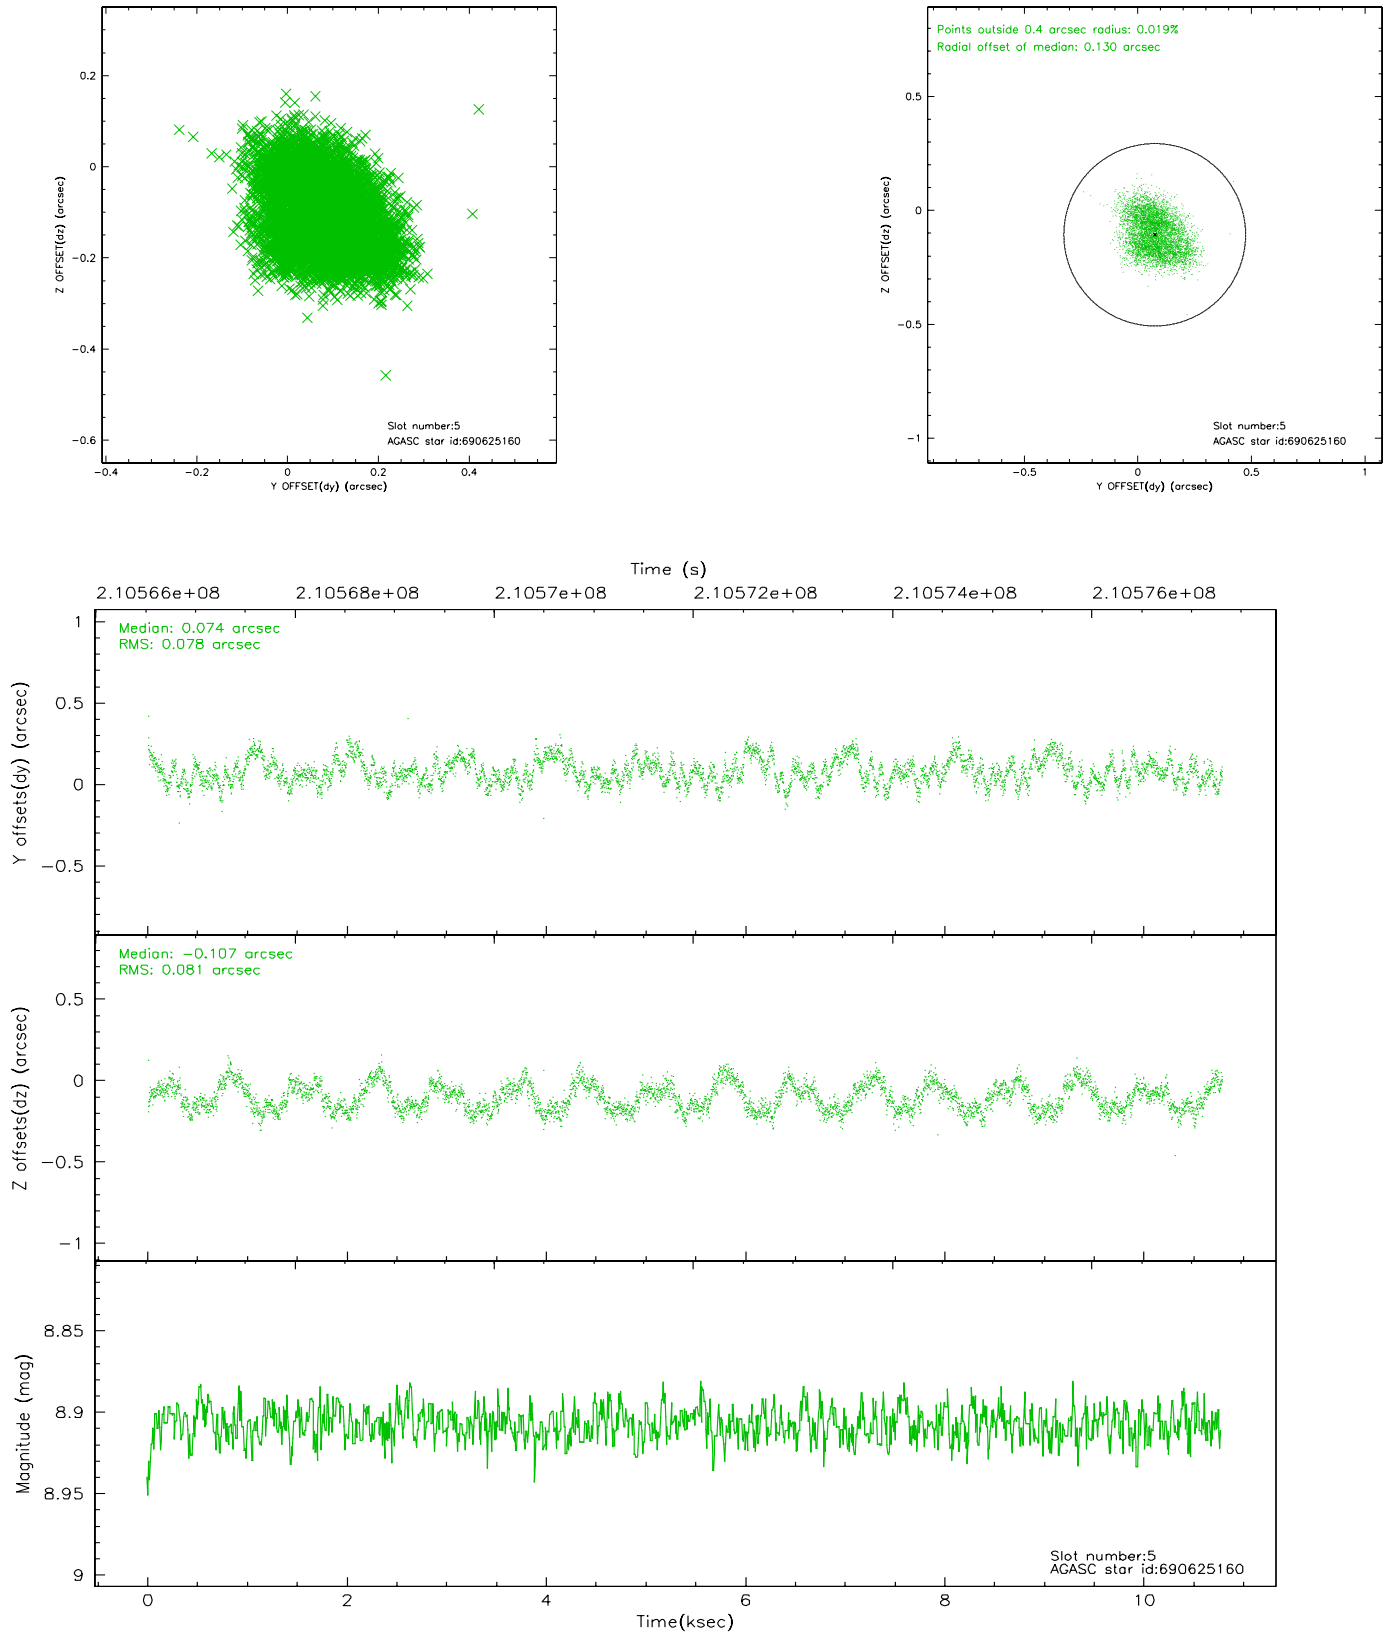 0.2
0
−0.2
−0.4
−0.6
Z OFFSET(dz) (arcsec)
Slot number:5
AGASC star id:690625160
−0.4
−0.2
0
0.2
0.4
Y OFFSET(dy) (arcsec)
Points outside 0.4 arcsec radius: 0.019%
Radial offset of median: 0.130 arcsec
0.5
0
−0.5
−1
Z OFFSET(dz) (arcsec)
Slot number:5
AGASC star id:690625160
−0.5
0
0.5
1
Y OFFSET(dy) (arcsec)
Time (s)
2.10566e+08
2.10568e+08
2.1057e+08
2.10572e+08
2.10574e+08
2.10576e+08
Median: 0.074 arcsec
RMS: 0.078 arcsec
1
0.5
0
−0.5
Y offsets(dy) (arcsec)
Median: −0.107 arcsec
RMS: 0.081 arcsec
0.5
0
−0.5
−1
Z offsets(dz) (arcsec)
8.85
8.9
8.95
9
Magnitude (mag)
Slot number:5
AGASC star id:690625160
0
2
4
6
8
10
Time(ksec)